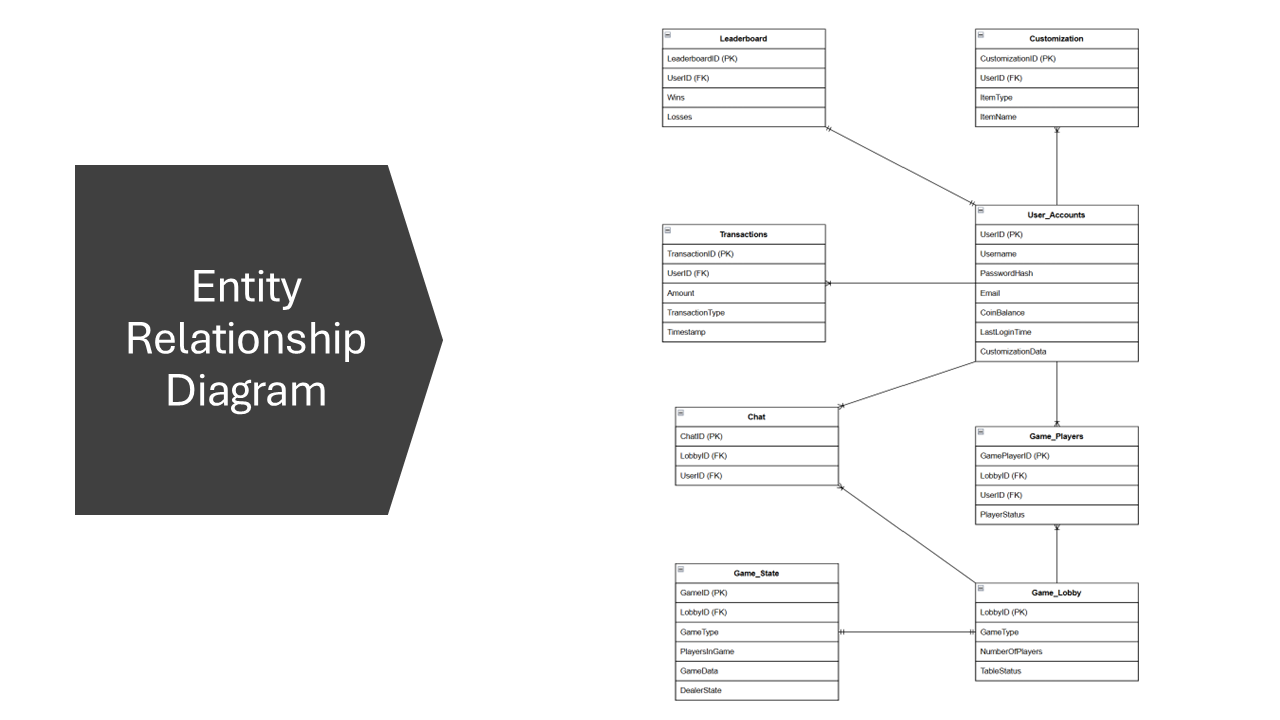 Entity
Relationship
Diagram
Leaderboard
LeaderboardID (PK)
UserID (FK)
Wins
Losses
Customization
CustomizationID (PK)
UserID (FK)
ItemType
ItemName
Transactions
TransactionID (PK)
UserID (FK)
Amount
TransactionType
Timestamp
User_Accounts
UserID (PK)
Username
PasswordHash
Email
CoinBalance
LastLoginTime
CustomizationData
Chat
ChatID (PK)
LobbyID (FK)
UserID (FK)
Game_Players
GamePlayerID (PK)
LobbyID (FK)
UserID (FK)
PlayerStatus
Game_State
GameID (PK)
LobbyID (FK)
GameType
PlayersInGame
GameData
DealerState
Game_Lobby
LobbyID (PK)
GameType
NumberOfPlayers
TableStatus